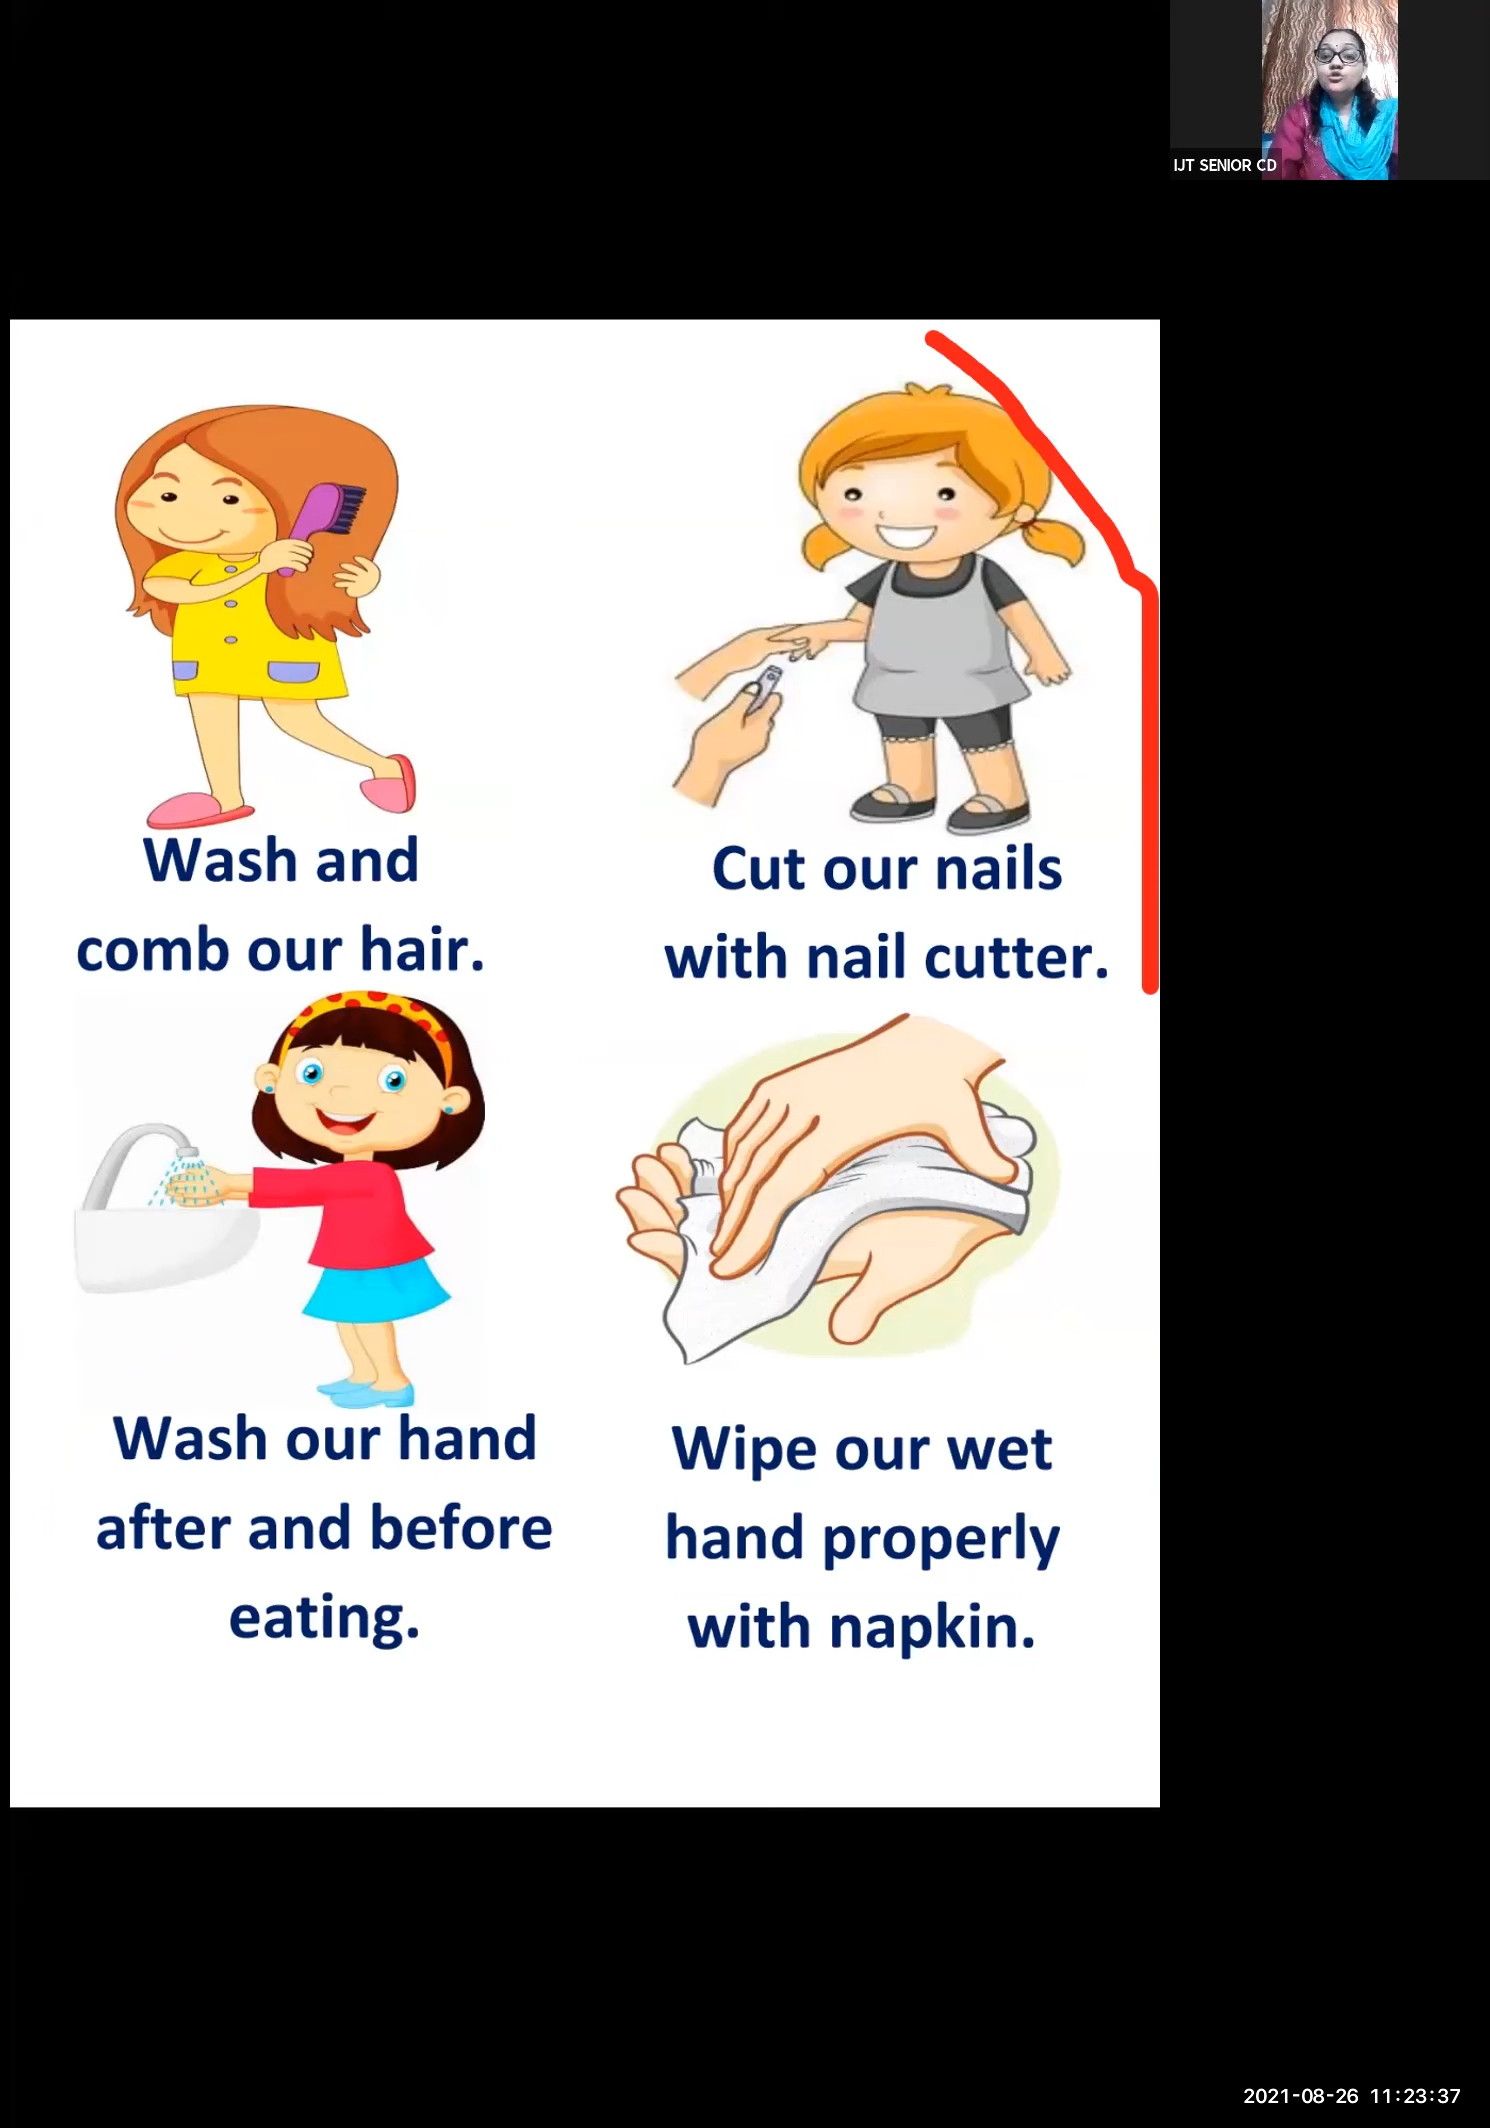 IJT SENIOR CD
Wash and
comb our hair.
Cut our nails
with nail cutter.
Wash our hand
after and before
eating.
Wipe our wet
hand properly
with napkin.
2021-08-26 11:23:37